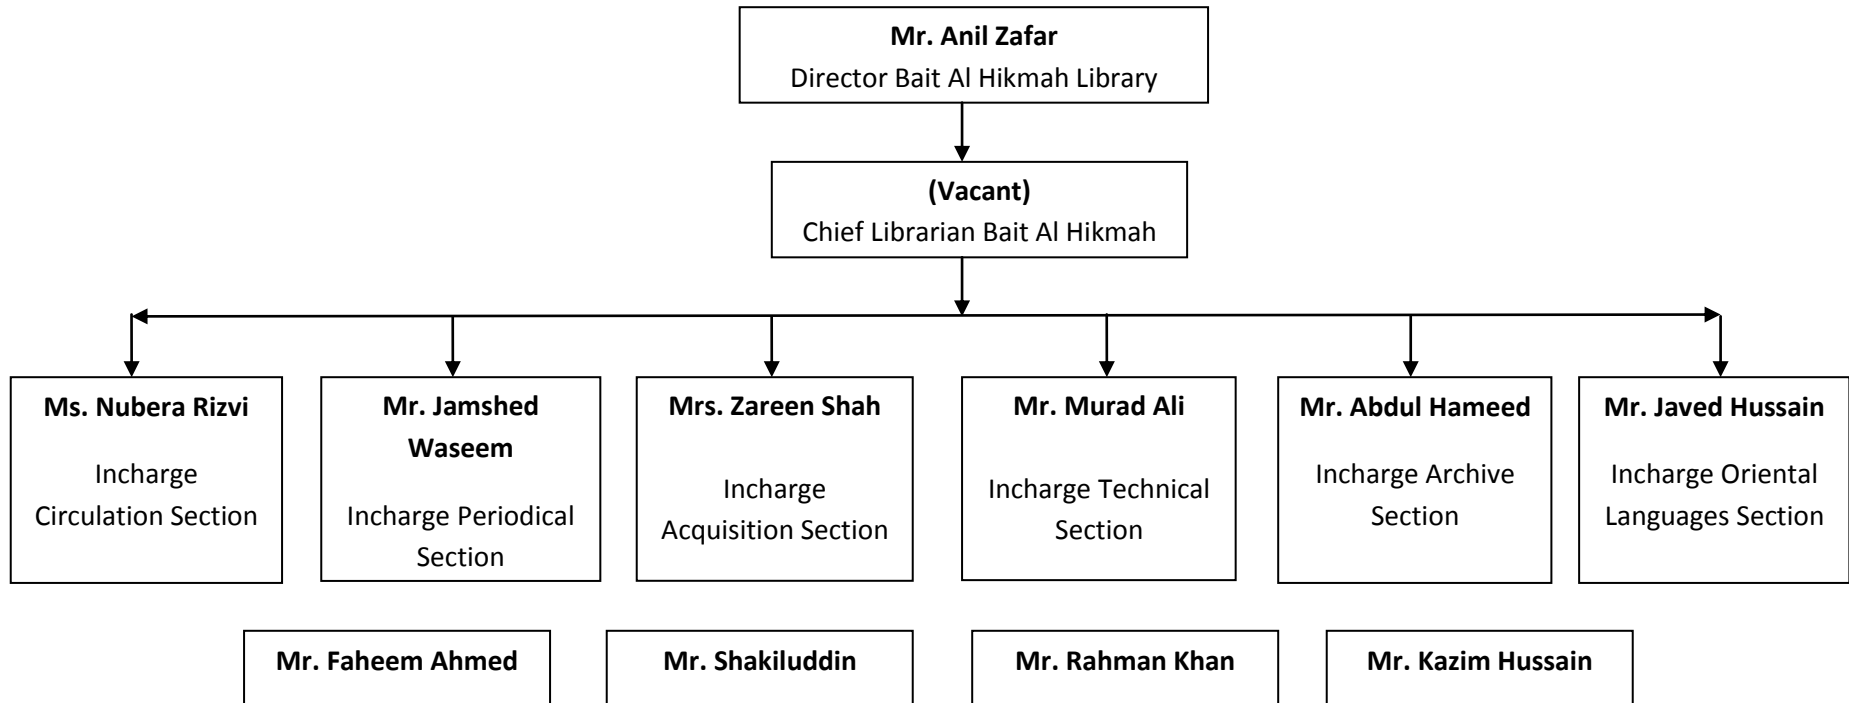 Mr. Anil Zafar
Director Bait Al Hikmah Library
(Vacant)
Chief Librarian Bait Al Hikmah
Ms. Nubera Rizvi
Incharge
Circulation Section
Mr. Jamshed
Waseem
Incharge Periodical
Section
Mrs. Zareen Shah
Incharge
Acquisition Section
Mr. Murad Ali
Incharge Technical
Section
Mr. Abdul Hameed
Incharge Archive
Section
Mr. Javed Hussain
Incharge Oriental
Languages Section
Mr. Faheem Ahmed
Mr. Shakiluddin
Mr. Rahman Khan
Mr. Kazim Hussain